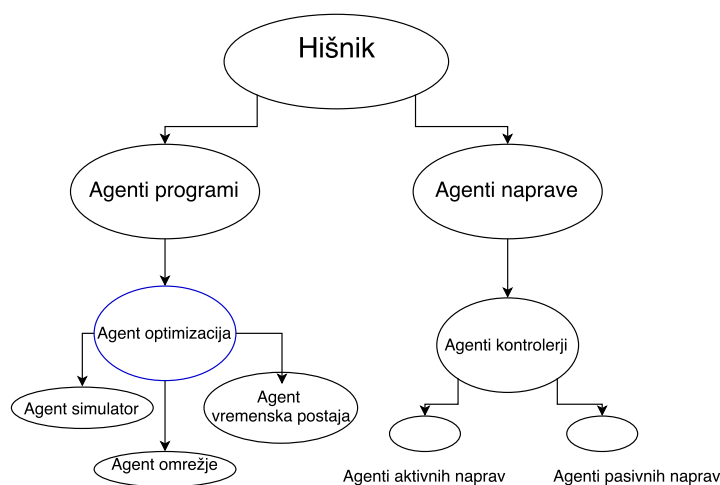 Hišnik
Agenti programi
Agenti naprave
Agent optimizacija
Agenti kontrolerji
Agent simulator
Agent
vremenska postaja
Agent omrežje
Agenti aktivnih naprav
Agenti pasivnih naprav